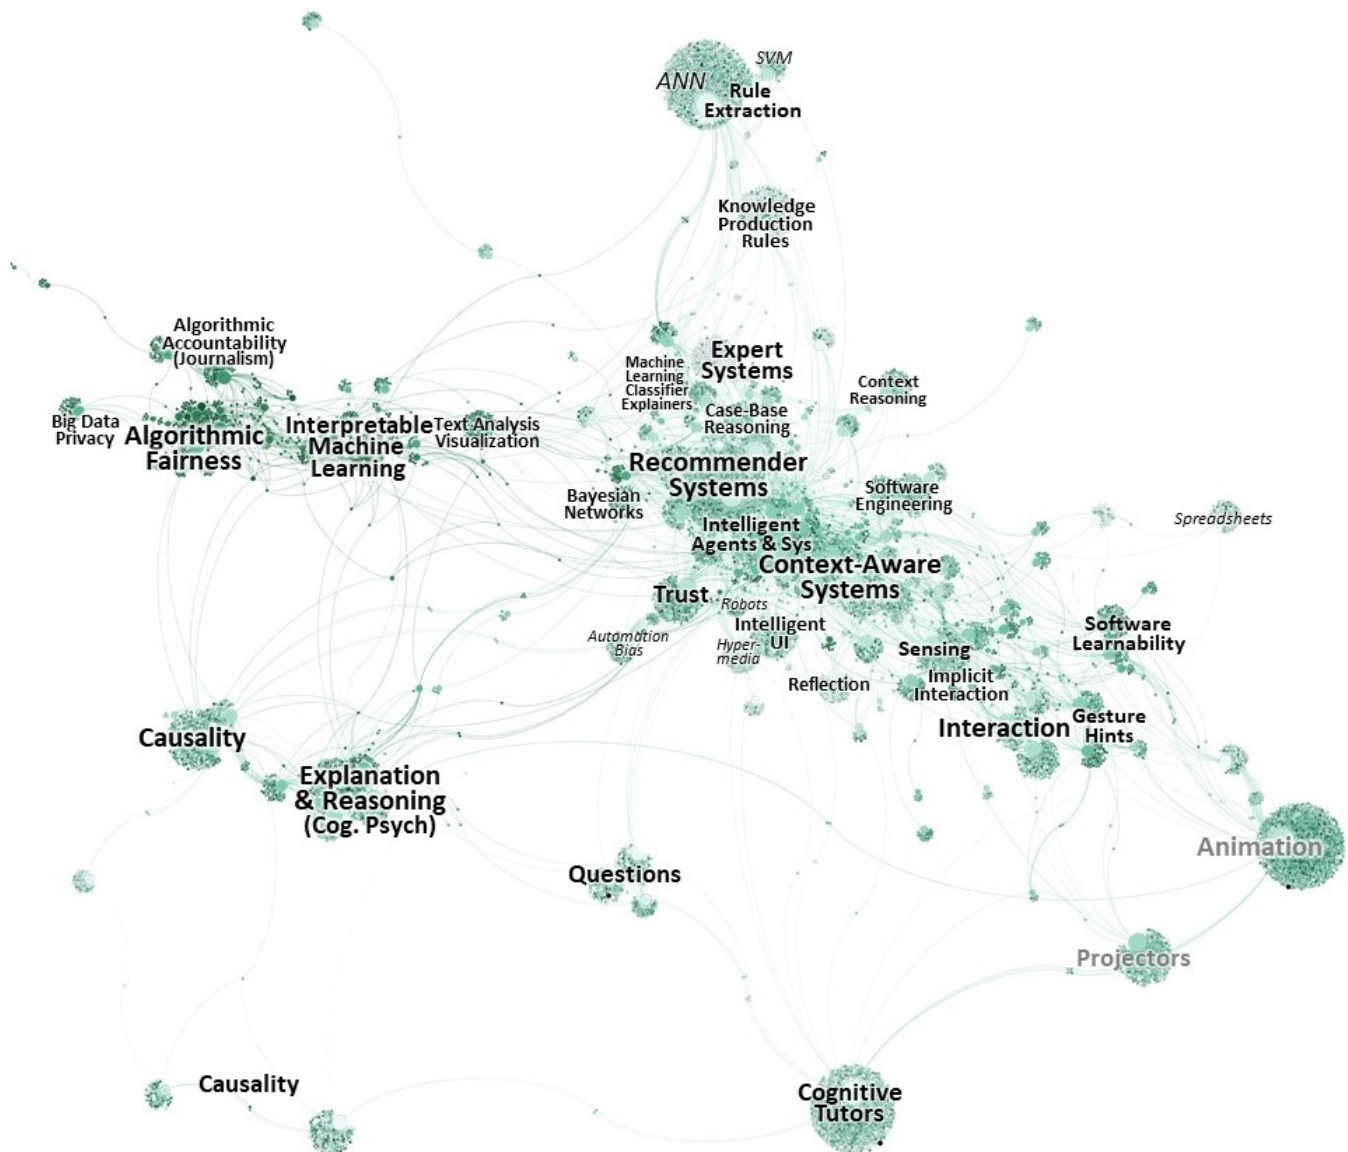 SVM
ANN
Rule
Extraction
Knowledge
Production
Rules
Algorithmic
Accountability
(Journalism)
Expert
Systems
Machine
Learning
Classifier
Explainers
Context
Reasoning
Case-Base
Reasoning
Big Data
Privacy
Algorithmic
Fairness
Interpretable
Machine
Learning
Text Analysis
Visualization
Recommender
Systems
Bayesian
Networks
Software
Engineering
Spreadsheets
Intelligent
Agents & Sys
Context-Aware
Systems
Trust
Robots
Intelligent
UI
Automation
Bias
Hyper-
media
Software
Learnability
Sensing
Implicit
Interaction
Reflection
Interaction
Gesture
Hints
Causality
Explanation
& Reasoning
(Cog. Psych)
Animation
Questions
Projectors
Causality
Cognitive
Tutors